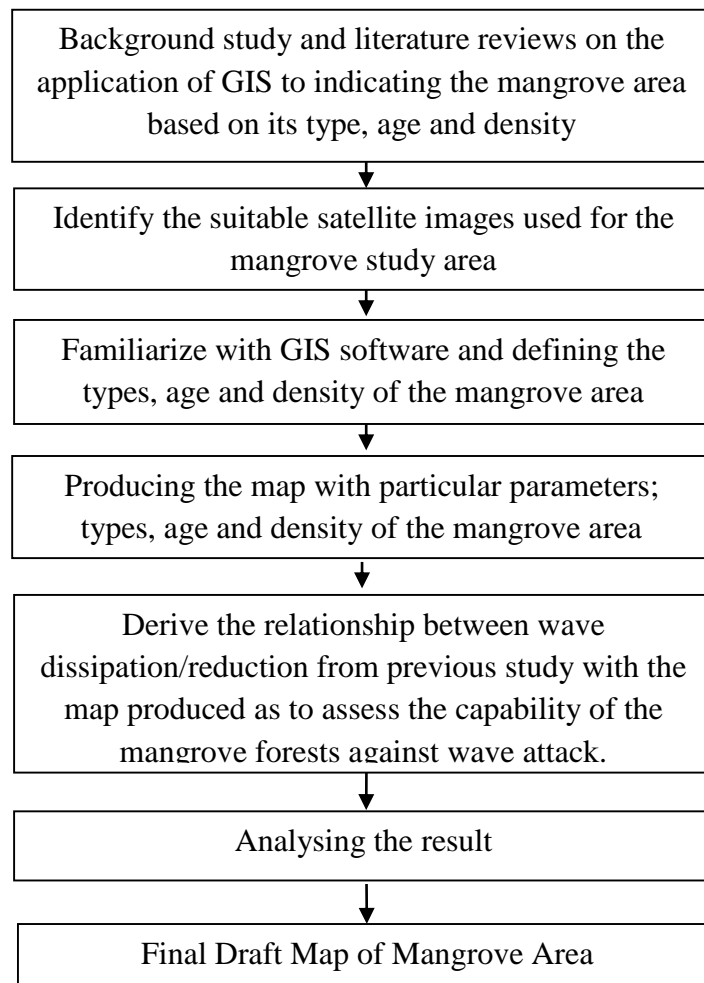 Background study and literature reviews on the
application of GIS to indicating the mangrove area
based on its type, age and density
Identify the suitable satellite images used for the
mangrove study area
Familiarize with GIS software and defining the
types, age and density of the mangrove area
Producing the map with particular parameters;
types, age and density of the mangrove area
Derive the relationship between wave
dissipation/reduction from previous study with the
map produced as to assess the capability of the
mangrove forests against wave attack.
Analysing the result
Final Draft Map of Mangrove Area